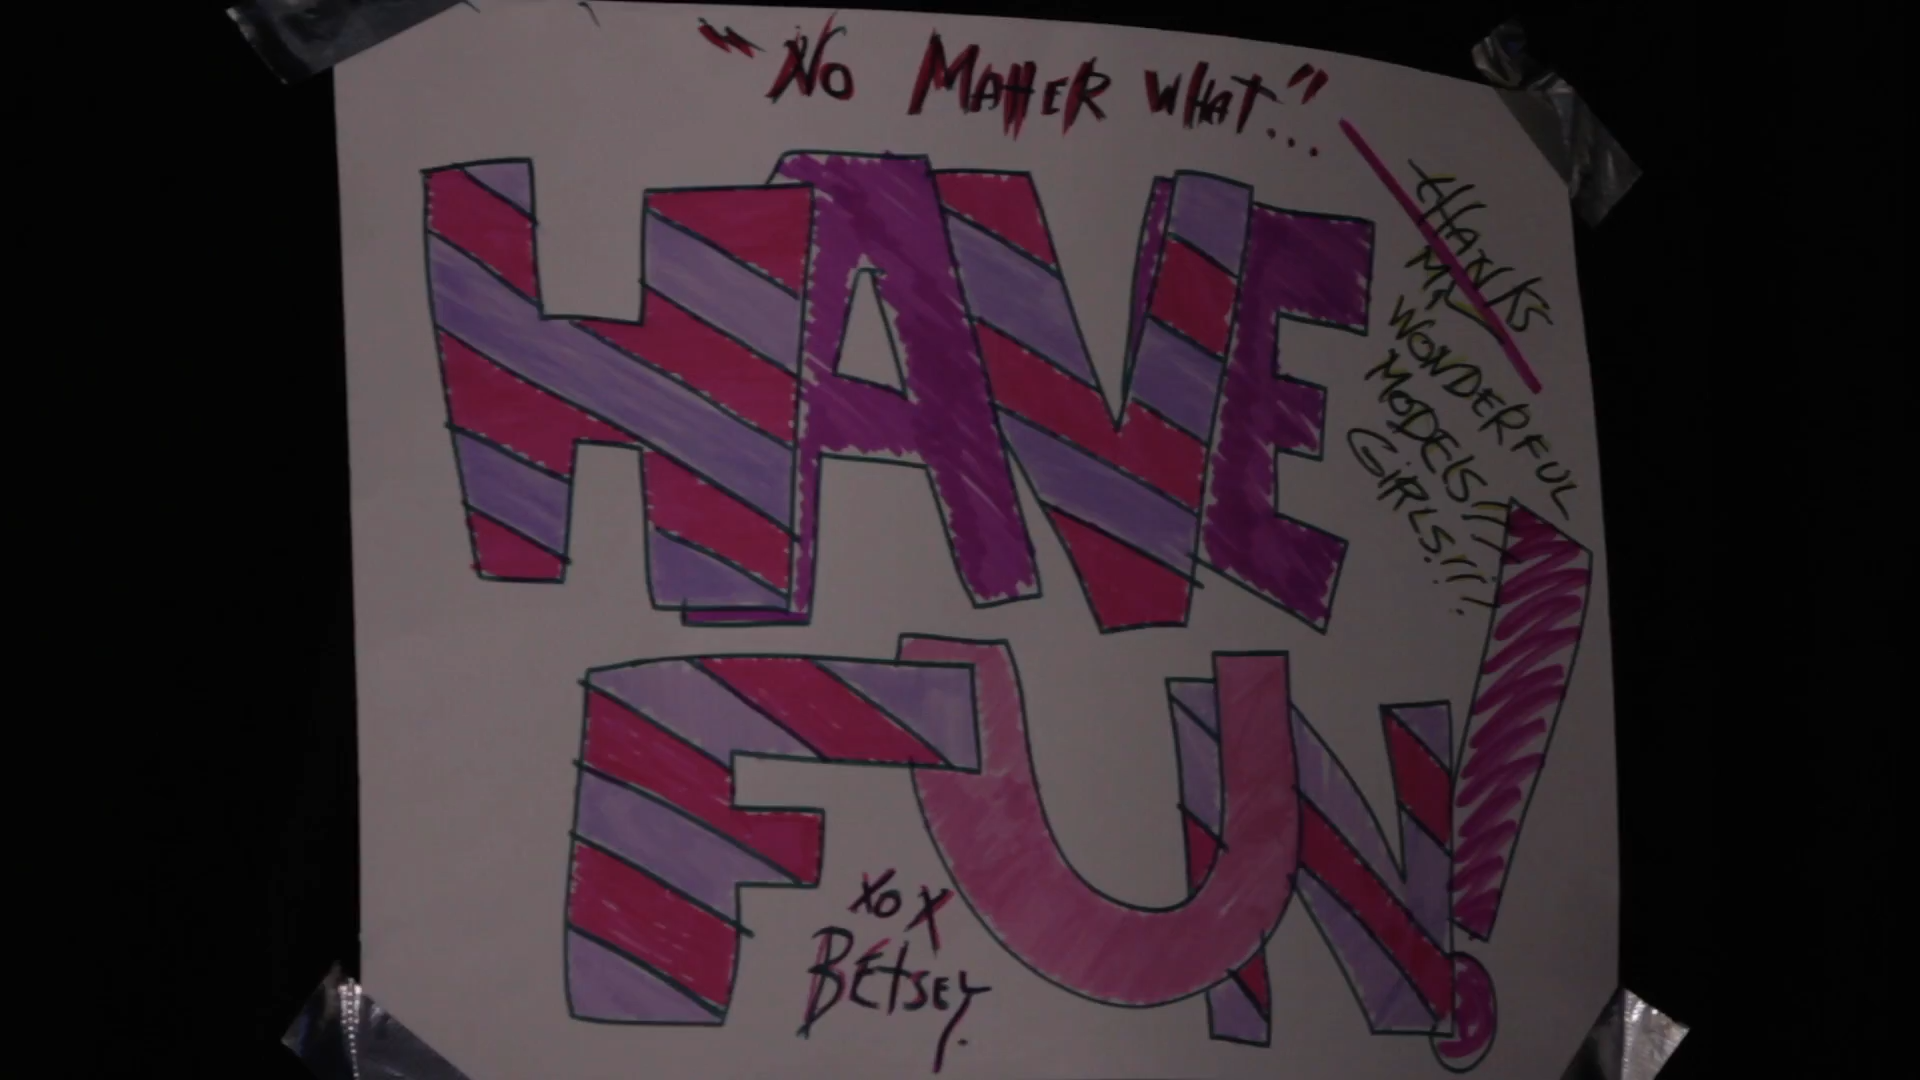 "No MAttER WHAT..."
HAVE
FUN!
tHANKS
My
WONDERFUL
MODElS!!
GiRLS!!!
xox
BEtSEY.